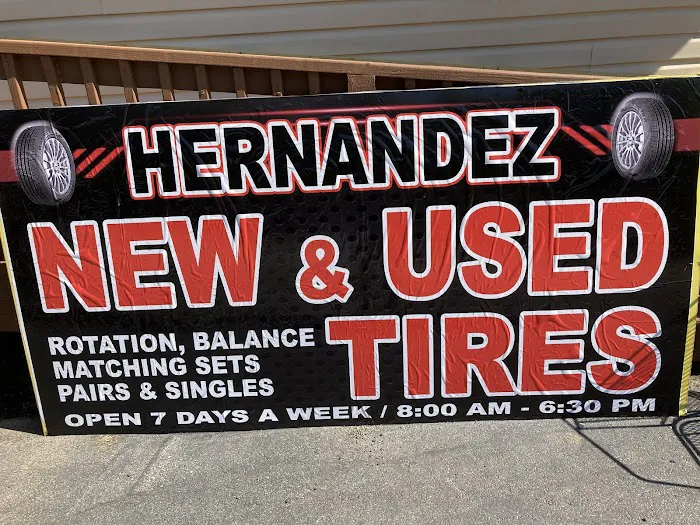 HERNANDEZ
NEW & USED
TIRES
ROTATION, BALANCE
MATCHING SETS
PAIRS & SINGLES
OPEN 7 DAYS A WEEK / 8:00 AM - 6:30 PM